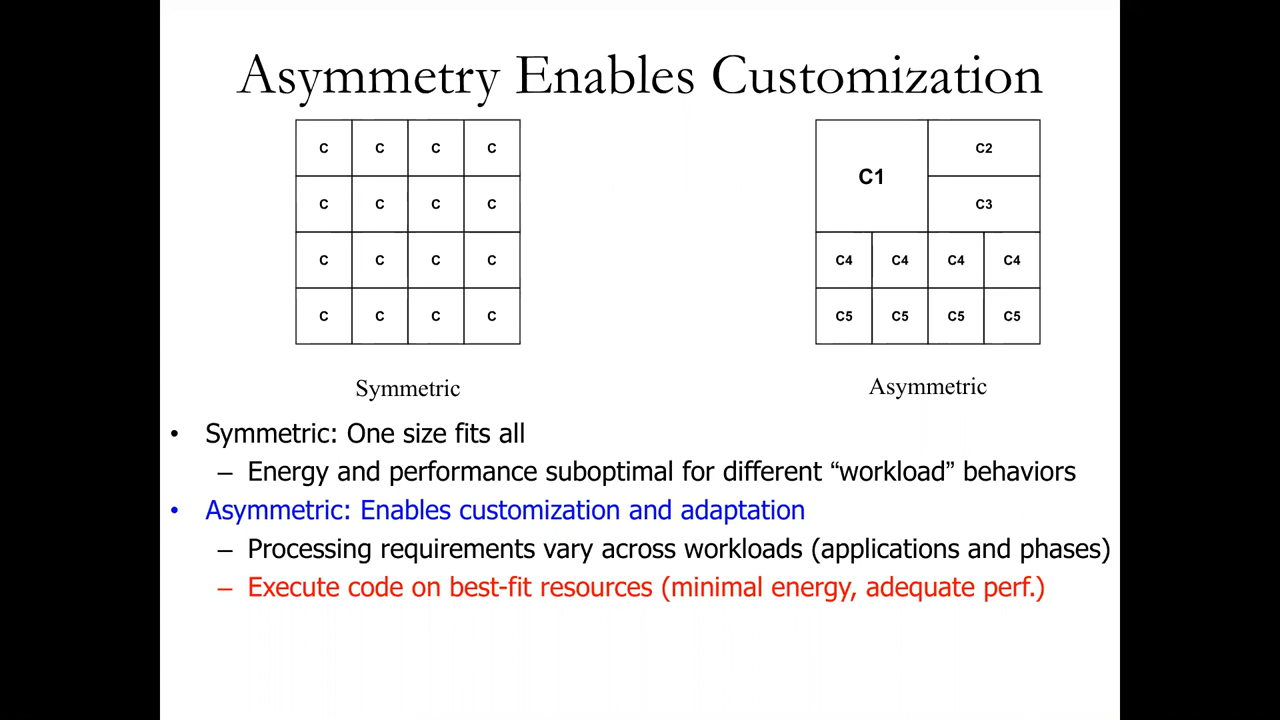 Asymmetry Enables Customization
C C C C
C C C C
C C C C
C C C C
Symmetric
C1 C2
C3
C4 C4 C4 C4
C5 C5 C5 C5
Asymmetric
• Symmetric: One size fits all
– Energy and performance suboptimal for different “workload” behaviors
• Asymmetric: Enables customization and adaptation
– Processing requirements vary across workloads (applications and phases)
– Execute code on best-fit resources (minimal energy, adequate perf.)